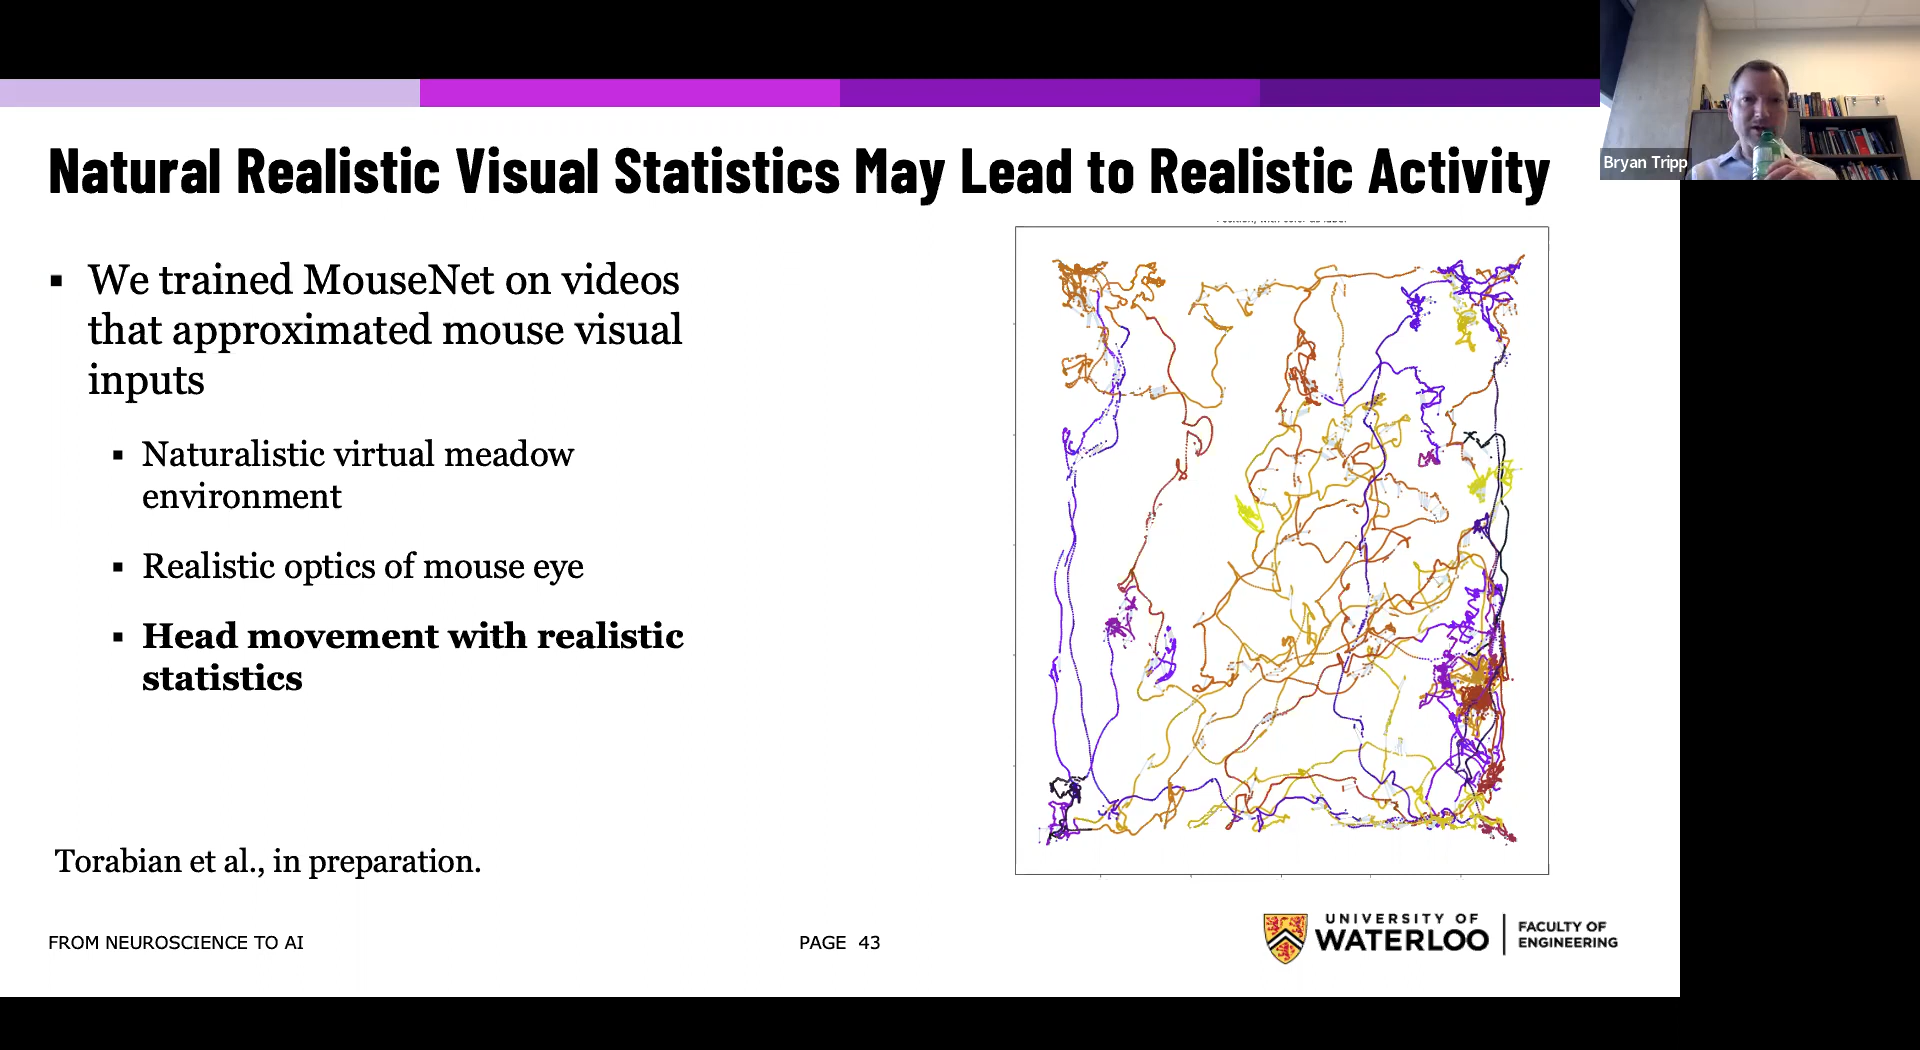 Natural Realistic Visual Statistics May Lead to Realistic Activity
Bryan Tripp
▪ We trained MouseNet on videos
that approximated mouse visual
inputs
▪ Naturalistic virtual meadow
environment
▪ Realistic optics of mouse eye
▪ Head movement with realistic
statistics
Torabian et al., in preparation.
FROM NEUROSCIENCE TO AI
PAGE 43
UNIVERSITY OF
WATERLOO
FACULTY OF
ENGINEERING